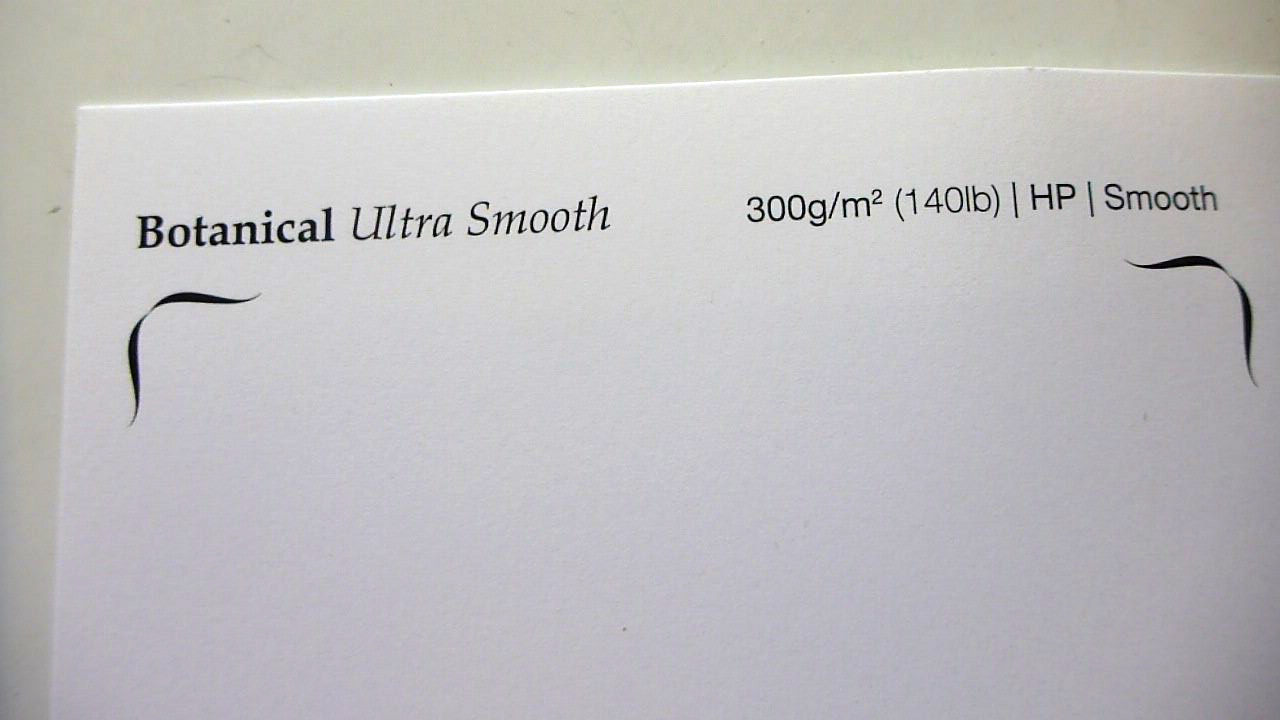 Botanical Ultra Smooth 300g/m² (140lb) | HP | Smooth